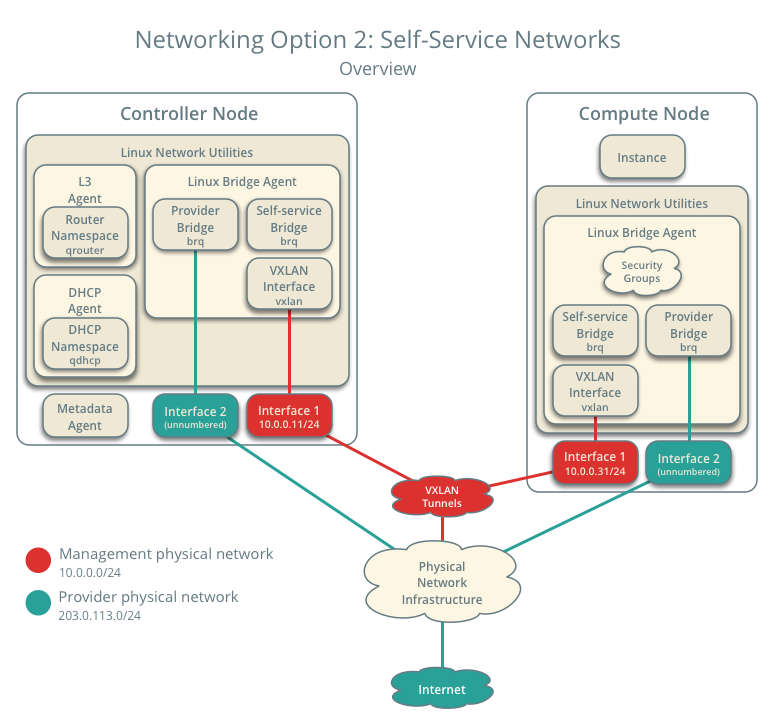 Networking Option 2: Self-Service Networks
Overview
Controller Node
Linux Network Utilities
L3
Agent
Router
Namespace
qrouter
DHCP
Agent
DHCP
Namespace
qdhcp
Linux Bridge Agent
Provider
Bridge
brq
Self-service
Bridge
brq
VXLAN
Interface
vxlan
Metadata
Agent
Interface 2
(unnumbered)
Interface 1
10.0.0.11/24
Compute Node
Instance
Linux Network Utilities
Linux Bridge Agent
Security
Groups
Self-service
Bridge
brq
Provider
Bridge
brq
VXLAN
Interface
vxlan
Interface 1
10.0.0.31/24
Interface 2
(unnumbered)
VXLAN
Tunnels
Physical
Network
Infrastructure
Internet
Management physical network
10.0.0.0/24
Provider physical network
203.0.113.0/24